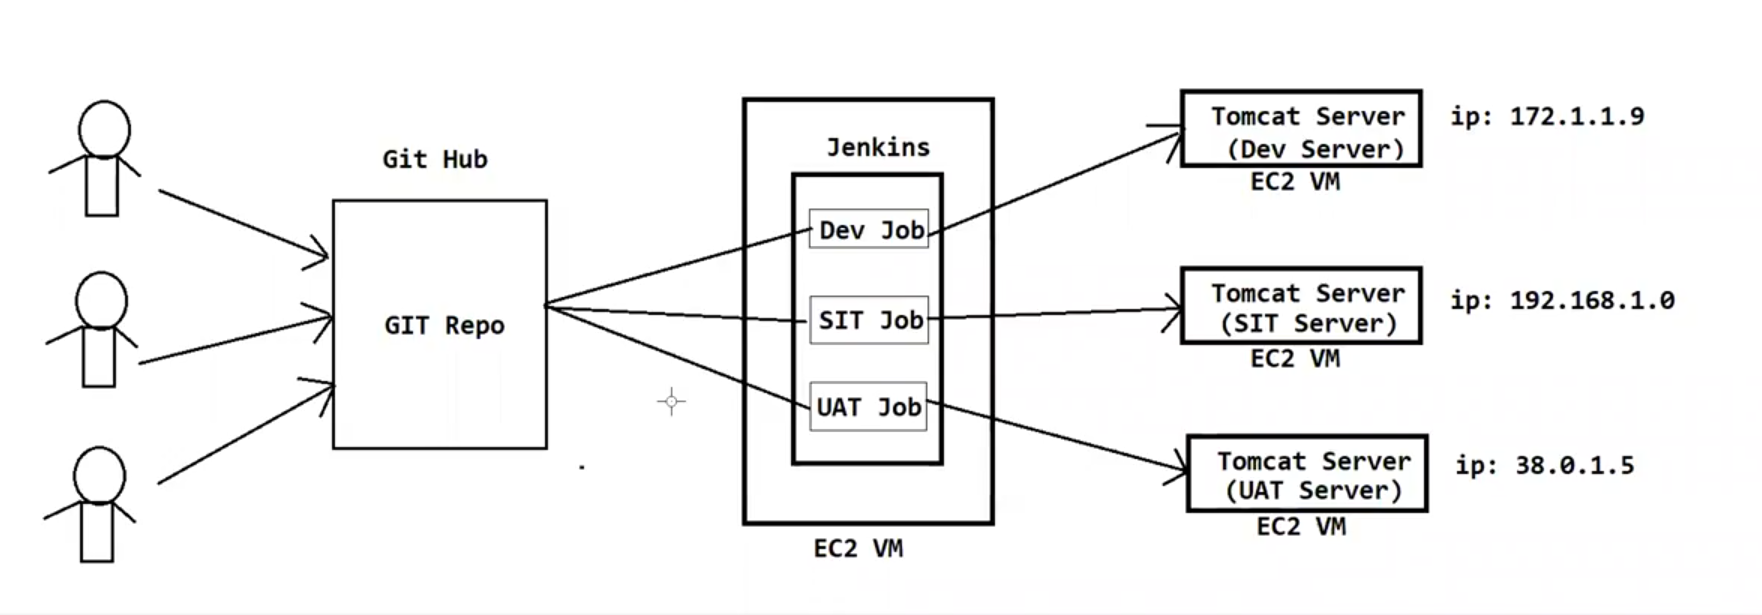 Git Hub
GIT Repo
Jenkins
Dev Job
SIT Job
UAT Job
EC2 VM
Tomcat Server
(Dev Server)
EC2 VM
ip: 172.1.1.9
Tomcat Server
(SIT Server)
EC2 VM
ip: 192.168.1.0
Tomcat Server
(UAT Server)
EC2 VM
ip: 38.0.1.5